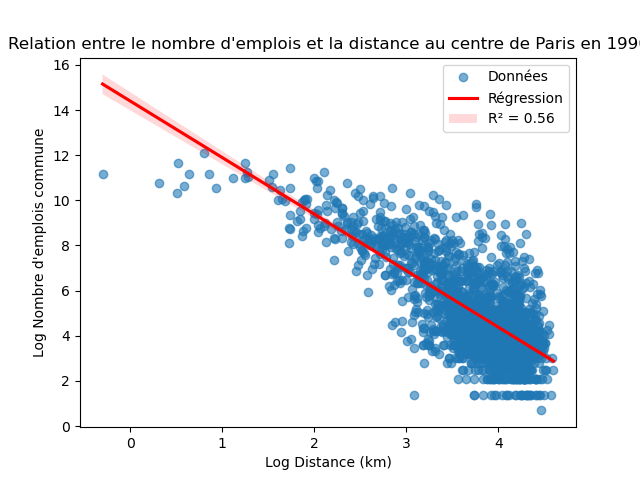 Relation entre le nombre d'emplois et la distance au centre de Paris en 199
16
14
12
10
8
6
4
2
0
Log Nombre d'emplois commune
Données
Régression
R² = 0.56
0
1
2
3
4
Log Distance (km)